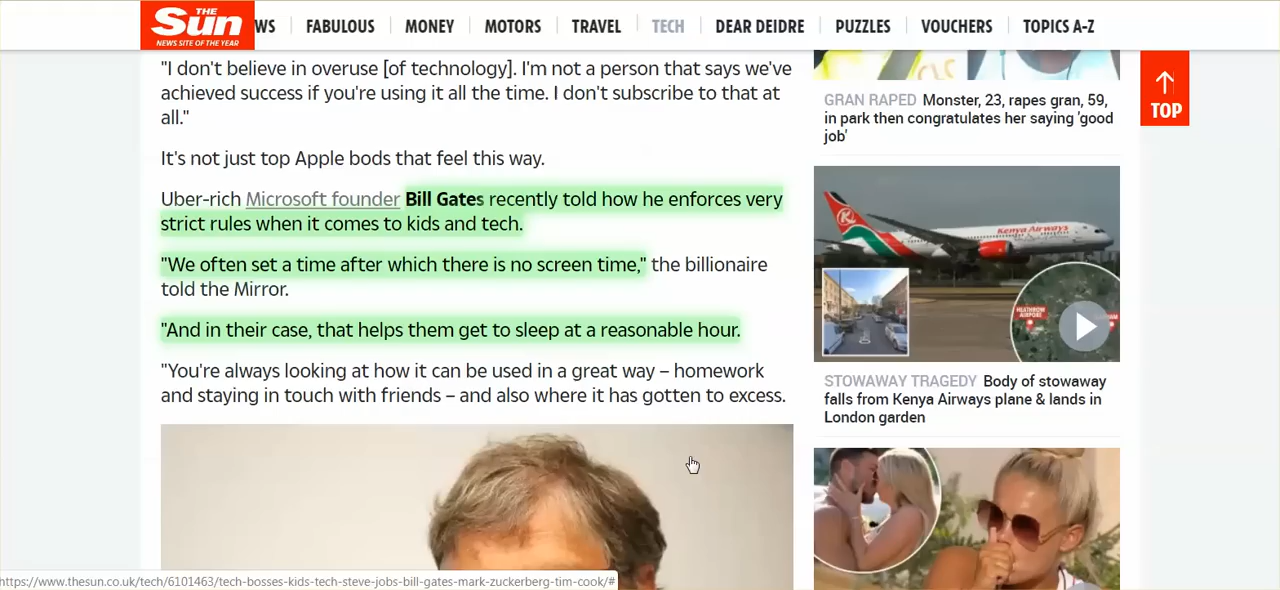 THE
Sun
NEWS SITE OF THE YEAR
WS
FABULOUS
MONEY
MOTORS
TRAVEL
TECH
DEAR DEIDRE
PUZZLES
VOUCHERS
TOPICS A-Z
"I don't believe in overuse [of technology]. I'm not a person that says we've
achieved success if you're using it all the time. I don't subscribe to that at
all."
It's not just top Apple bods that feel this way.
Uber-rich Microsoft founder Bill Gates recently told how he enforces very
strict rules when it comes to kids and tech.
"We often set a time after which there is no screen time," the billionaire
told the Mirror.
"And in their case, that helps them get to sleep at a reasonable hour.
"You're always looking at how it can be used in a great way – homework
and staying in touch with friends – and also where it has gotten to excess.
GRAN RAPED Monster, 23, rapes gran, 59,
in park then congratulates her saying 'good
job'
Kenya Airways
HEATHROW
AIRPORT
STOWAWAY TRAGEDY Body of stowaway
falls from Kenya Airways plane & lands in
London garden
TOP
https://www.thesun.co.uk/tech/6101463/tech-bosses-kids-tech-steve-jobs-bill-gates-mark-zuckerberg-tim-cook/#